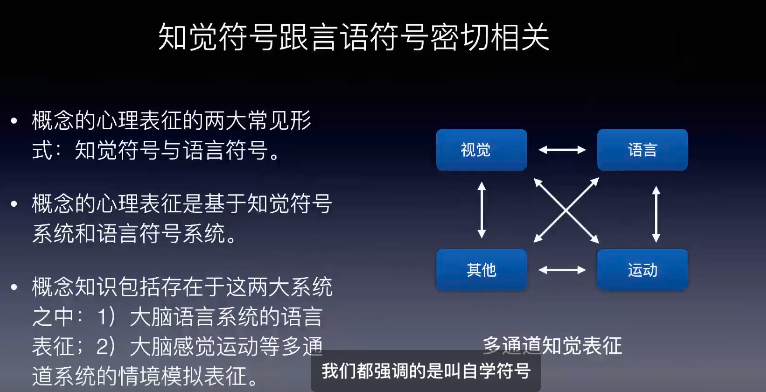 知觉符号跟言语符号密切相关
• 概念的心理表征的两大常见形
式：知觉符号与语言符号。
• 概念的心理表征是基于知觉符号
系统和语言符号系统。
• 概念知识包括存在于这两大系统
之中：1）大脑语言系统的语言
表征；2）大脑感觉运动等多通
道系统的情境模拟表征。
视觉
语言
其他
运动
多通道知觉表征
我们都强调的是叫自学符号